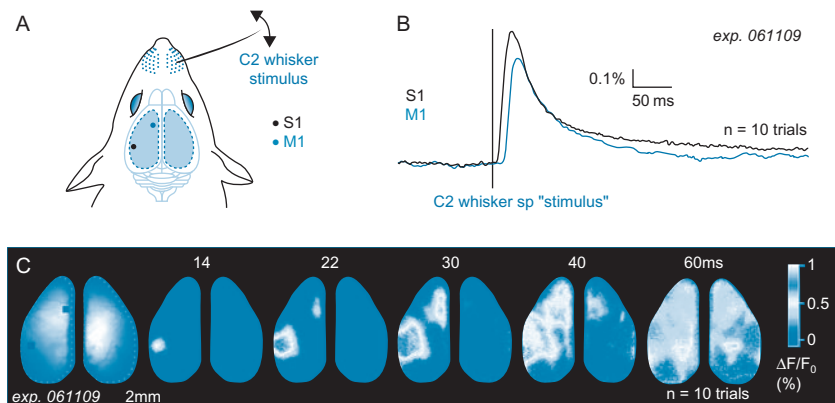 A
C2 whisker
stimulus
S1
M1
B
exp. 061109
0.1%
50 ms
S1
M1
n = 10 trials
C2 whisker sp "stimulus"
C
14
22
30
40
60ms
1
0.5
0
ΔF/F0
(%)
exp. 061109
2mm
n = 10 trials